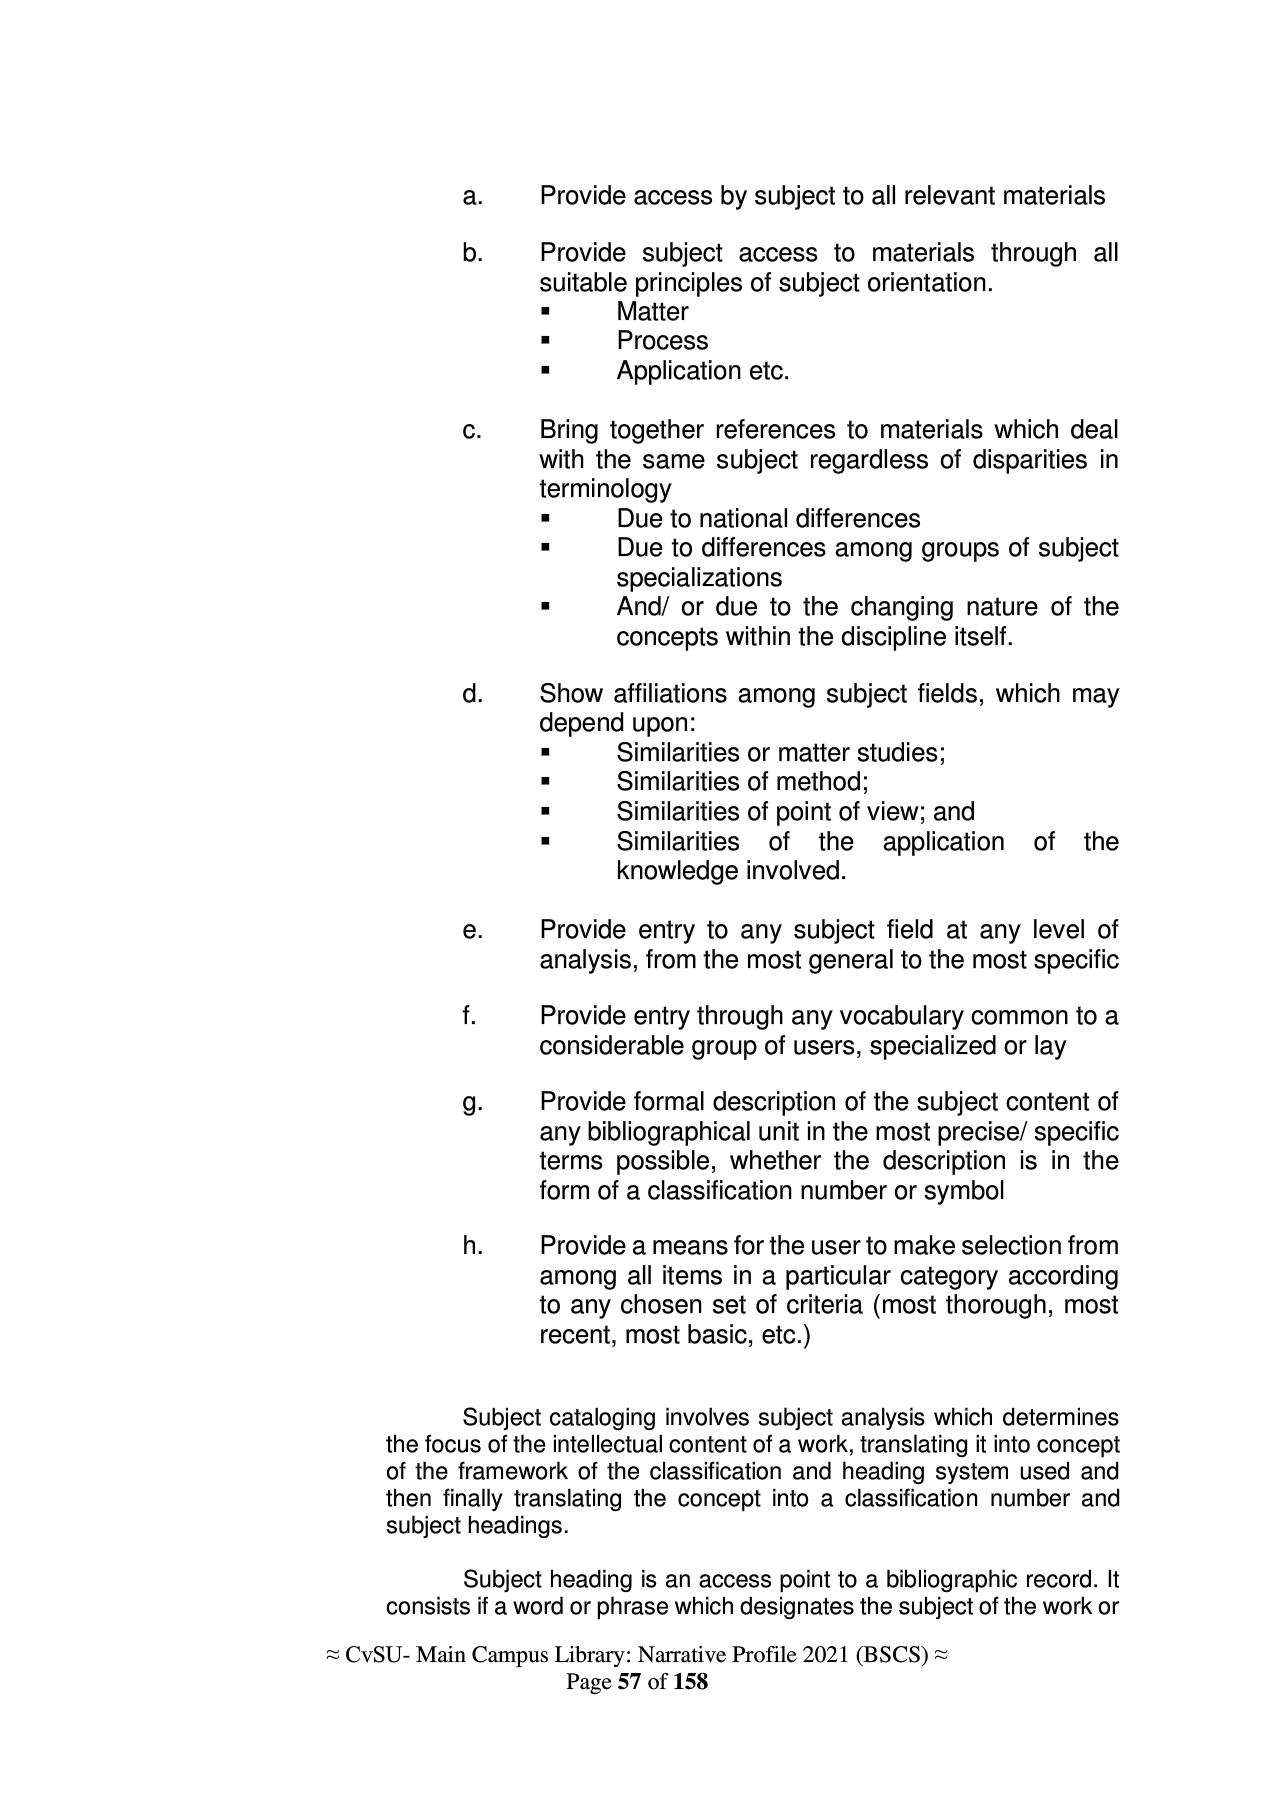 a. Provide access by subject to all relevant materials
b. Provide subject access to materials through all
suitable principles of subject orientation.
▪ Matter
▪ Process
▪ Application etc.
c. Bring together references to materials which deal
with the same subject regardless of disparities in
terminology
▪ Due to national differences
▪ Due to differences among groups of subject
specializations
▪ And/ or due to the changing nature of the
concepts within the discipline itself.
d. Show affiliations among subject fields, which may
depend upon:
▪ Similarities or matter studies;
▪ Similarities of method;
▪ Similarities of point of view; and
▪ Similarities of the application of the
knowledge involved.
e. Provide entry to any subject field at any level of
analysis, from the most general to the most specific
f. Provide entry through any vocabulary common to a
considerable group of users, specialized or lay
g. Provide formal description of the subject content of
any bibliographical unit in the most precise/ specific
terms possible, whether the description is in the
form of a classification number or symbol
h. Provide a means for the user to make selection from
among all items in a particular category according
to any chosen set of criteria (most thorough, most
recent, most basic, etc.)
Subject cataloging involves subject analysis which determines
the focus of the intellectual content of a work, translating it into concept
of the framework of the classification and heading system used and
then finally translating the concept into a classification number and
subject headings.
Subject heading is an access point to a bibliographic record. It
consists if a word or phrase which designates the subject of the work or
≈ CvSU- Main Campus Library: Narrative Profile 2021 (BSCS) ≈
Page 57 of 158